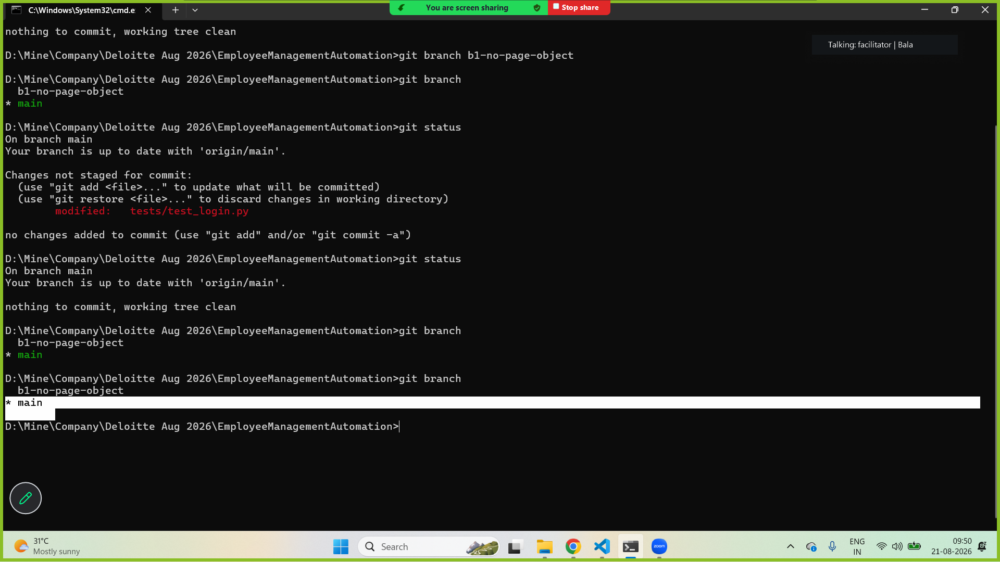 C:\Windows\System32\cmd.e
You are screen sharing
Stop share
Talking: facilitator | Bala
nothing to commit, working tree clean
D:\Mine\Company\Deloitte Aug 2026\EmployeeManagementAutomation>git branch b1-no-page-object
D:\Mine\Company\Deloitte Aug 2026\EmployeeManagementAutomation>git branch
  b1-no-page-object
* main
D:\Mine\Company\Deloitte Aug 2026\EmployeeManagementAutomation>git status
On branch main
Your branch is up to date with 'origin/main'.
Changes not staged for commit:
  (use "git add <file>..." to update what will be committed)
  (use "git restore <file>..." to discard changes in working directory)
        modified:   tests/test_login.py
no changes added to commit (use "git add" and/or "git commit -a")
D:\Mine\Company\Deloitte Aug 2026\EmployeeManagementAutomation>git status
On branch main
Your branch is up to date with 'origin/main'.
nothing to commit, working tree clean
D:\Mine\Company\Deloitte Aug 2026\EmployeeManagementAutomation>git branch
  b1-no-page-object
* main
D:\Mine\Company\Deloitte Aug 2026\EmployeeManagementAutomation>git branch
  b1-no-page-object
* main
D:\Mine\Company\Deloitte Aug 2026\EmployeeManagementAutomation>
31°C
Mostly sunny
Search
zoom
ENG
IN
09:50
21-08-2026